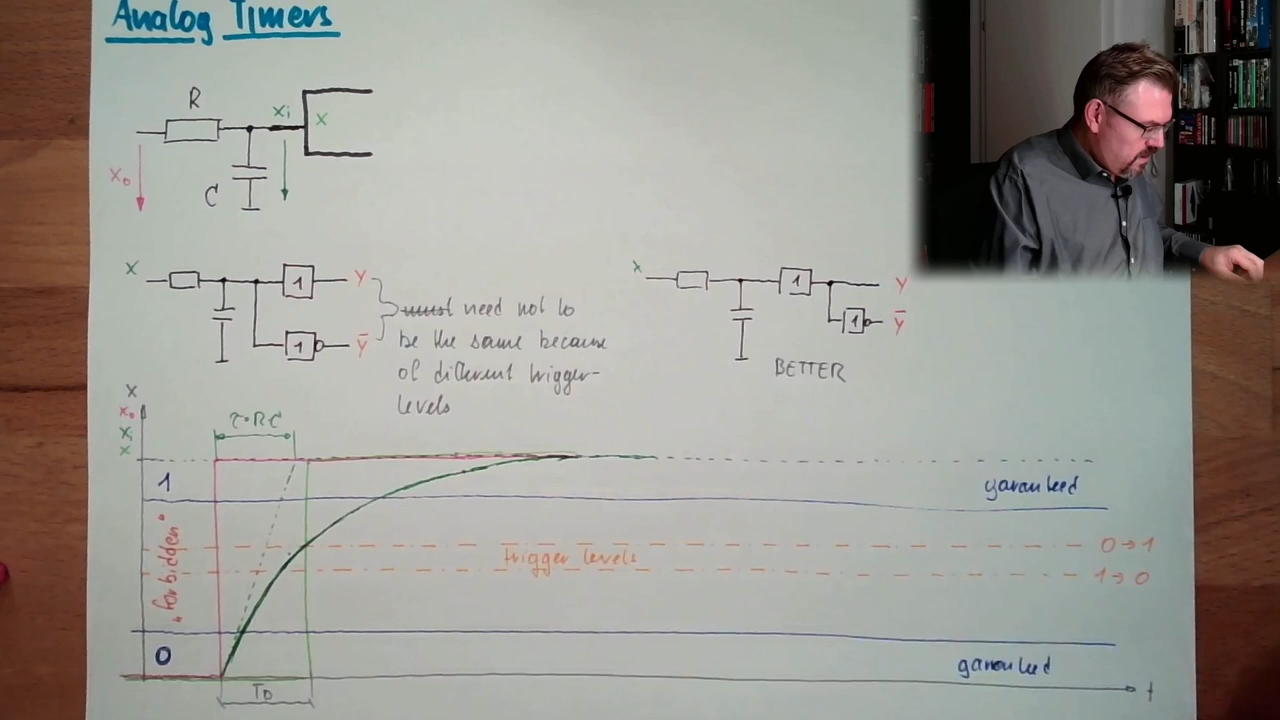 Analog Timers
R
xi
x
x₀
C
x
1
y
1
y̅
must need not to
be the same because
of different trigger-
levels
x
1
y
1
y̅
BETTER
x
x₀
xi
x
τ=RC
1
garanteed
"forbidden"
trigger levels
0→1
1→0
0
garanteed
TD
t